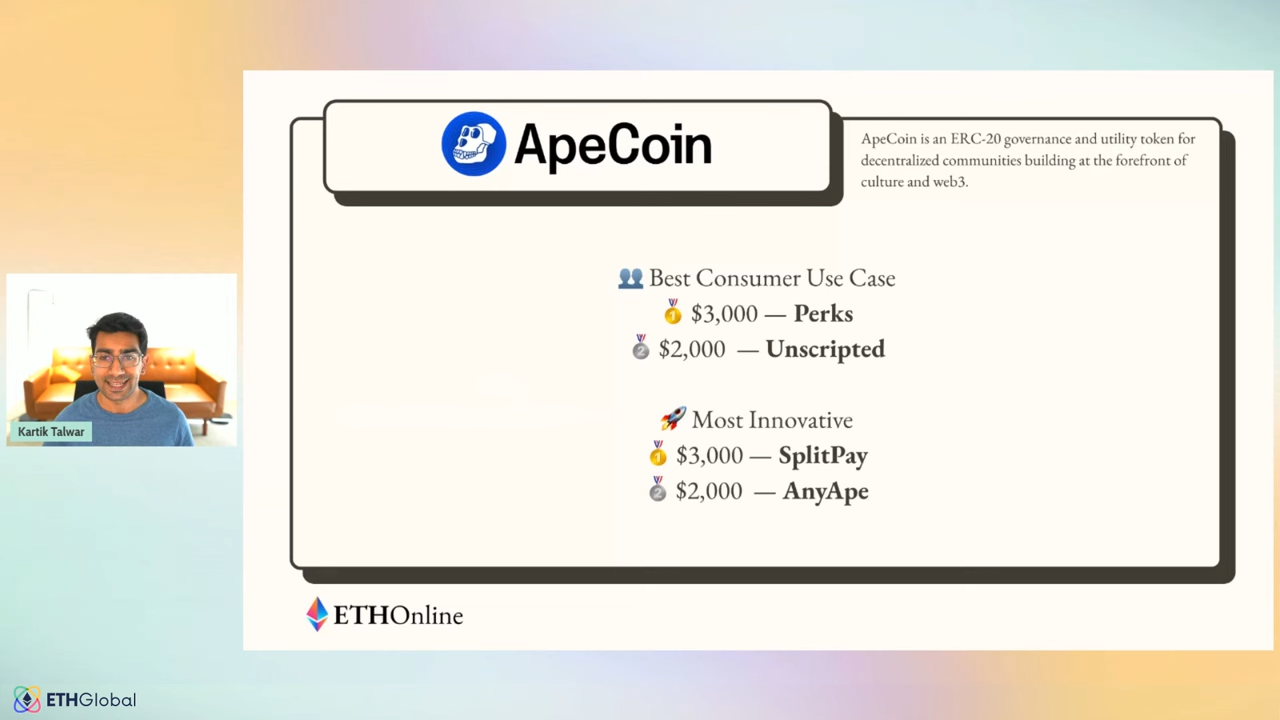 ApeCoin
ApeCoin is an ERC-20 governance and utility token for
decentralized communities building at the forefront of
culture and web3.
👥 Best Consumer Use Case
🥇 $3,000 — Perks
🥈 $2,000 — Unscripted
🚀 Most Innovative
🥇 $3,000 — SplitPay
🥈 $2,000 — AnyApe
Kartik Talwar
ETHOnline
ETHGlobal